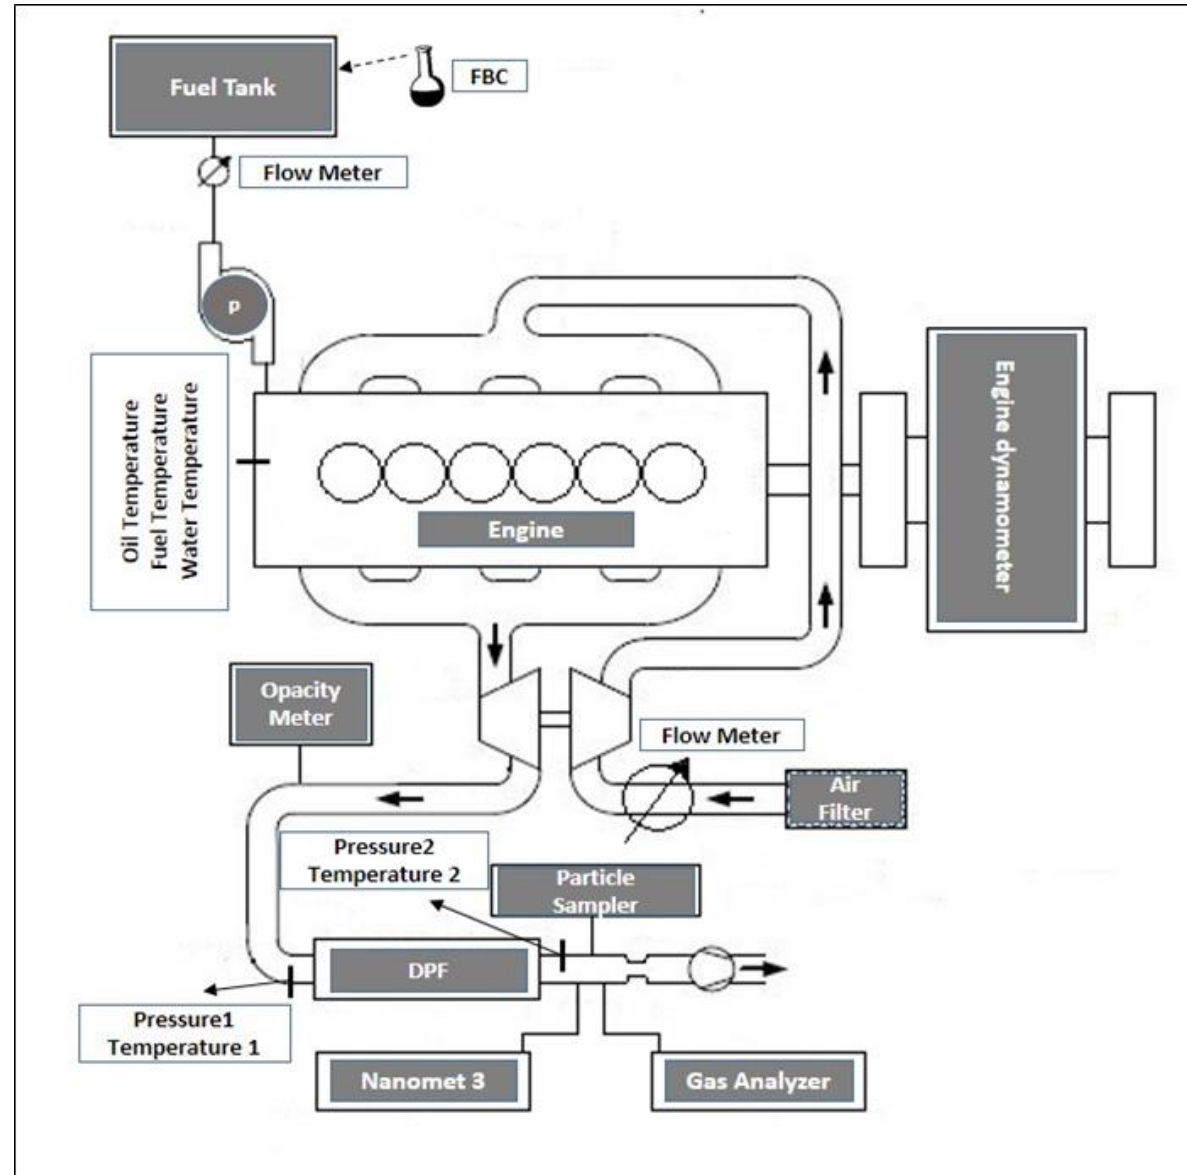 Fuel Tank
FBC
Flow Meter
p
Oil Temperature
Fuel Temperature
Water Temperature
Engine
Engine dynamometer
Opacity
Meter
Flow Meter
Air
Filter
Pressure2
Temperature 2
Particle
Sampler
DPF
Pressure1
Temperature 1
Nanomet 3
Gas Analyzer